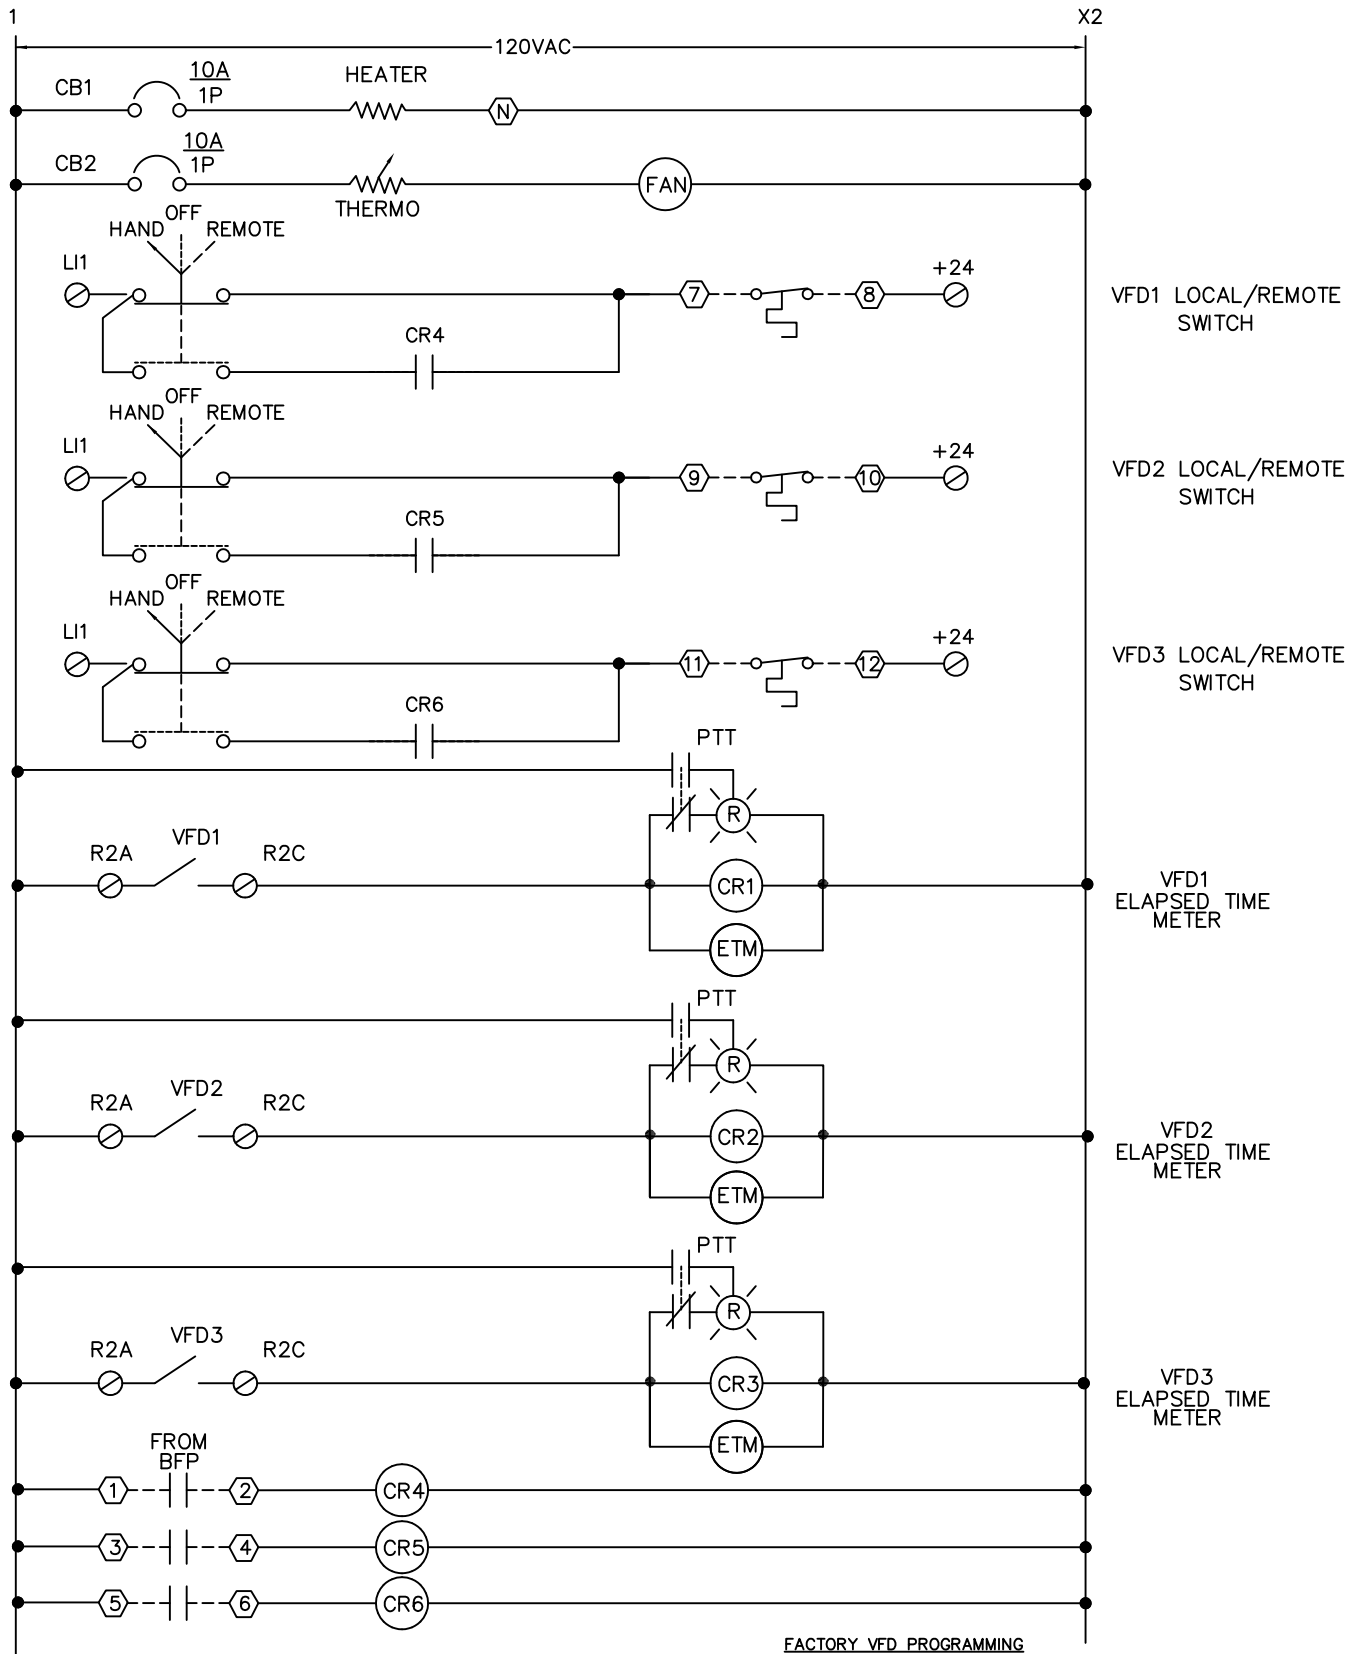 1
X2
120VAC
CB1
10A
1P
HEATER
N
CB2
10A
1P
THERMO
FAN
OFF
HAND
REMOTE
LI1
7
8
+24
VFD1 LOCAL/REMOTE
SWITCH
CR4
OFF
HAND
REMOTE
LI1
9
10
+24
VFD2 LOCAL/REMOTE
SWITCH
CR5
OFF
HAND
REMOTE
LI1
11
12
+24
VFD3 LOCAL/REMOTE
SWITCH
CR6
PTT
R
R2A
VFD1
R2C
CR1
ETM
VFD1
ELAPSED TIME
METER
PTT
R
R2A
VFD2
R2C
CR2
ETM
VFD2
ELAPSED TIME
METER
PTT
R
R2A
VFD3
R2C
CR3
ETM
VFD3
ELAPSED TIME
METER
FROM
BFP
1
2
CR4
3
4
CR5
5
6
CR6
FACTORY VFD PROGRAMMING